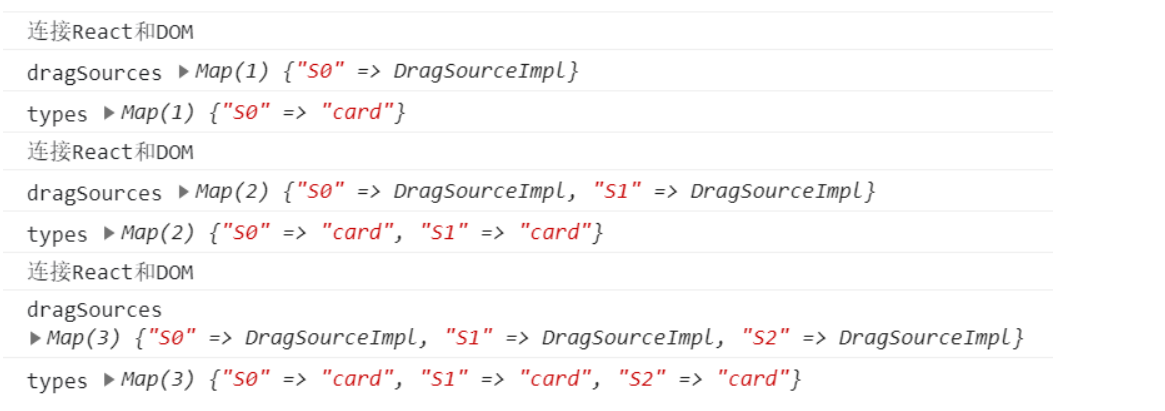 连接React和DOM
dragSources ▶Map(1) {"S0" => DragSourceImpl}
types ▶Map(1) {"S0" => "card"}
连接React和DOM
dragSources ▶Map(2) {"S0" => DragSourceImpl, "S1" => DragSourceImpl}
types ▶Map(2) {"S0" => "card", "S1" => "card"}
连接React和DOM
dragSources
▶Map(3) {"S0" => DragSourceImpl, "S1" => DragSourceImpl, "S2" => DragSourceImpl}
types ▶Map(3) {"S0" => "card", "S1" => "card", "S2" => "card"}